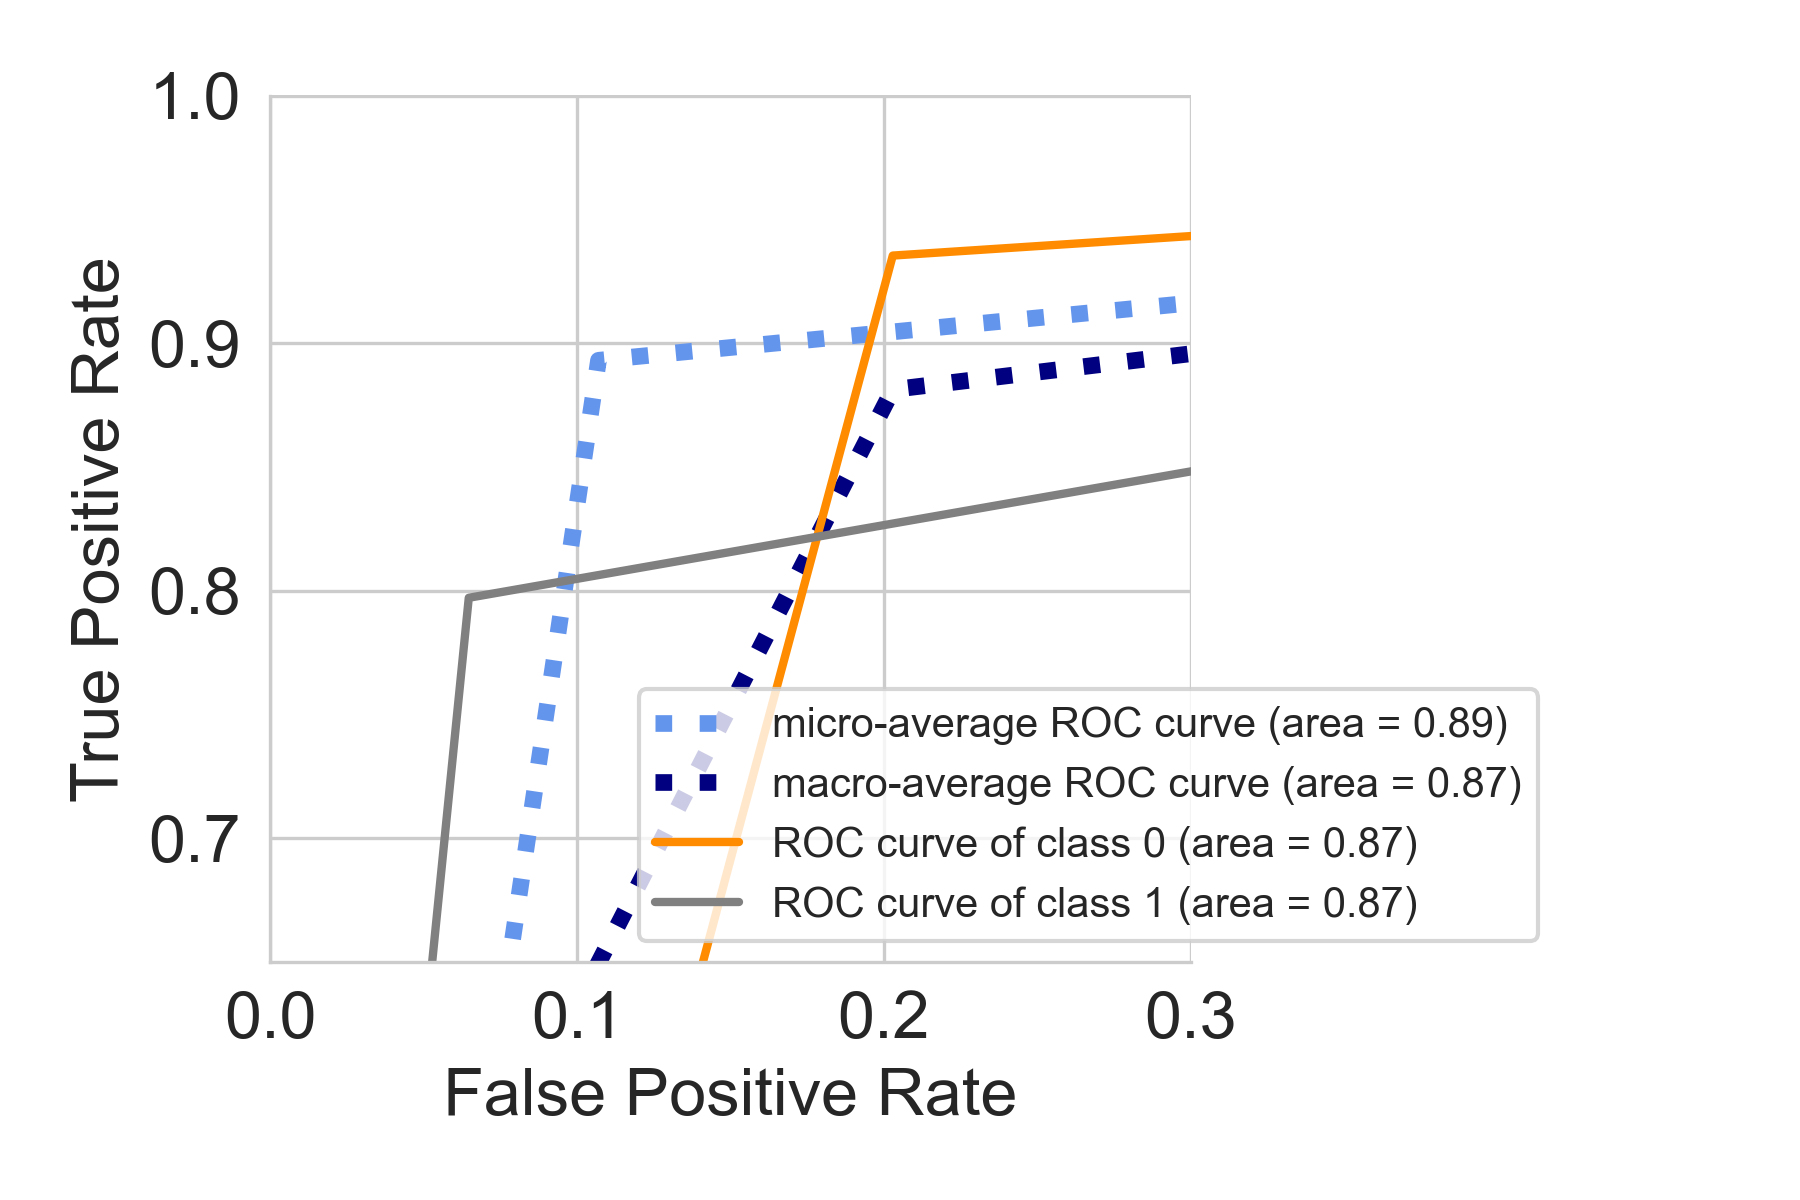 1.0
0.9
0.8
0.7
True Positive Rate
micro-average ROC curve (area = 0.89)
macro-average ROC curve (area = 0.87)
ROC curve of class 0 (area = 0.87)
ROC curve of class 1 (area = 0.87)
0.0 0.1 0.2 0.3
False Positive Rate